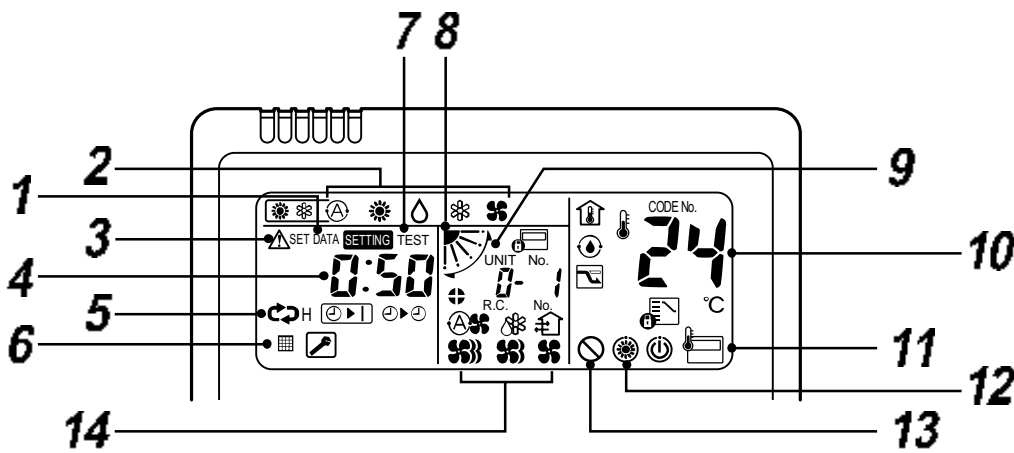 7 8
2
9
1
CODE No.
A
3
SET DATA SETTING TEST
24
UNIT No.
10
4
0:50
0- 1
R.C. No.
5
H
°C
A
6
11
12
13
14